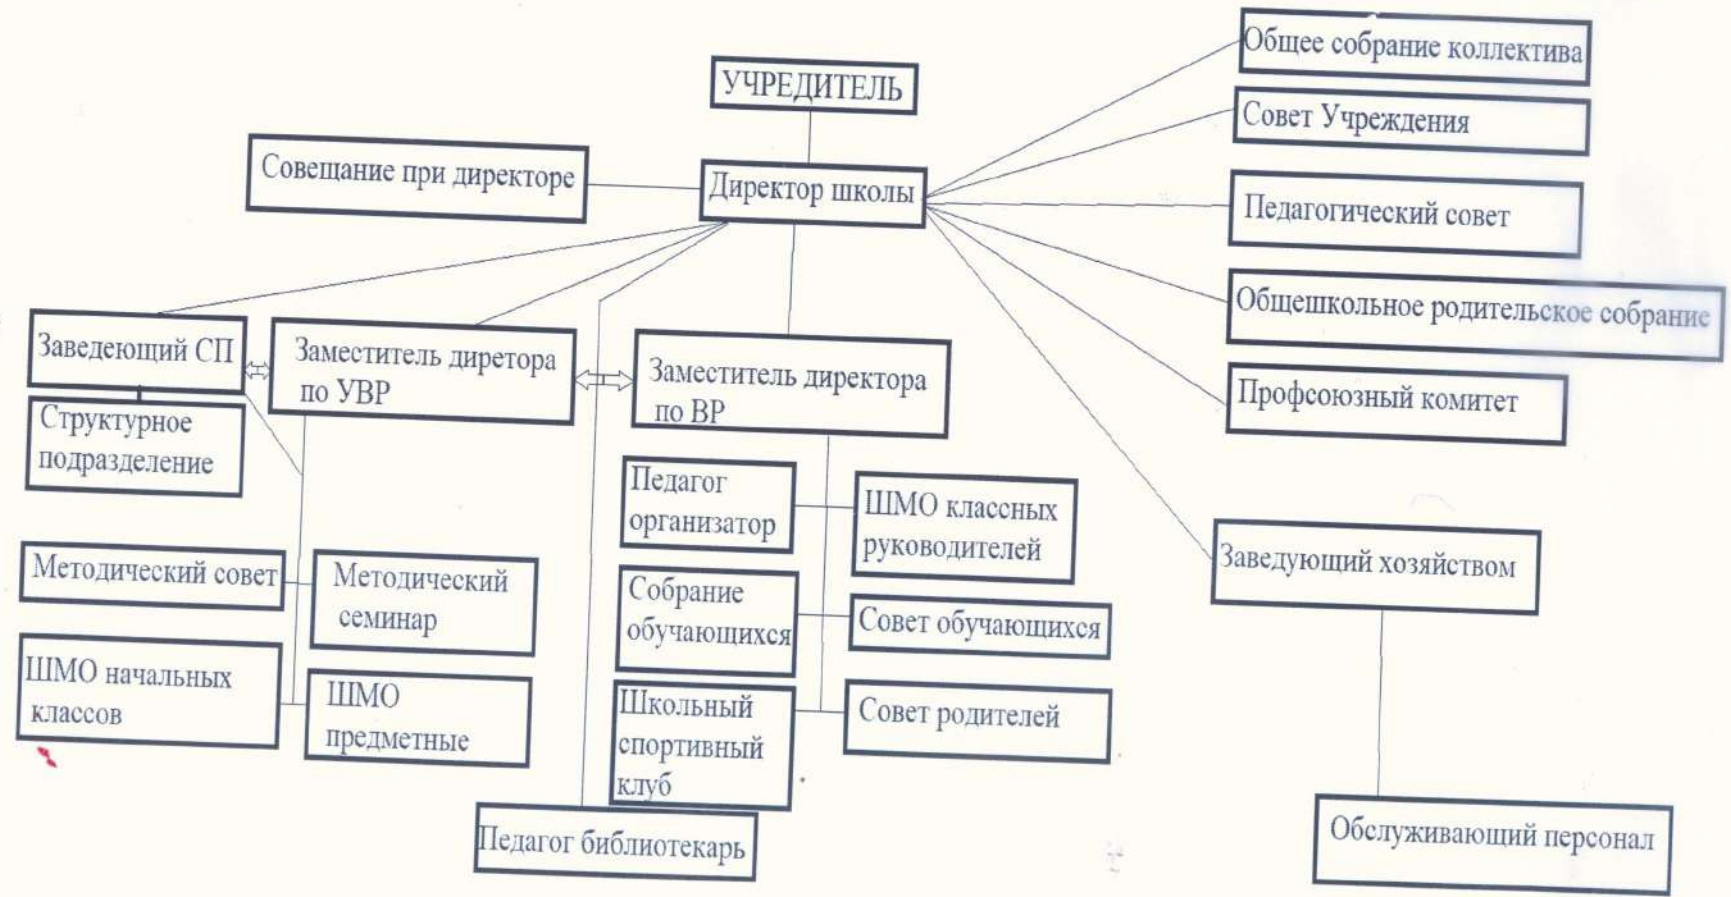 УЧРЕДИТЕЛЬ
Общее собрание коллектива
Совет Учреждения
Совещание при директоре
Директор школы
Педагогический совет
Общешкольное родительское собрание
Профсоюзный комитет
Заведеющий СП
Заместитель диретора
по УВР
Заместитель директора
по ВР
Структурное
подразделение
Педагог
организатор
ШМО классных
руководителей
Заведующий хозяйством
Методический совет
Методический
семинар
Собрание
обучающихся
Совет обучающихся
ШМО начальных
классов
ШМО
предметные
Школьный
спортивный
клуб
Совет родителей
Педагог библиотекарь
Обслуживающий персонал